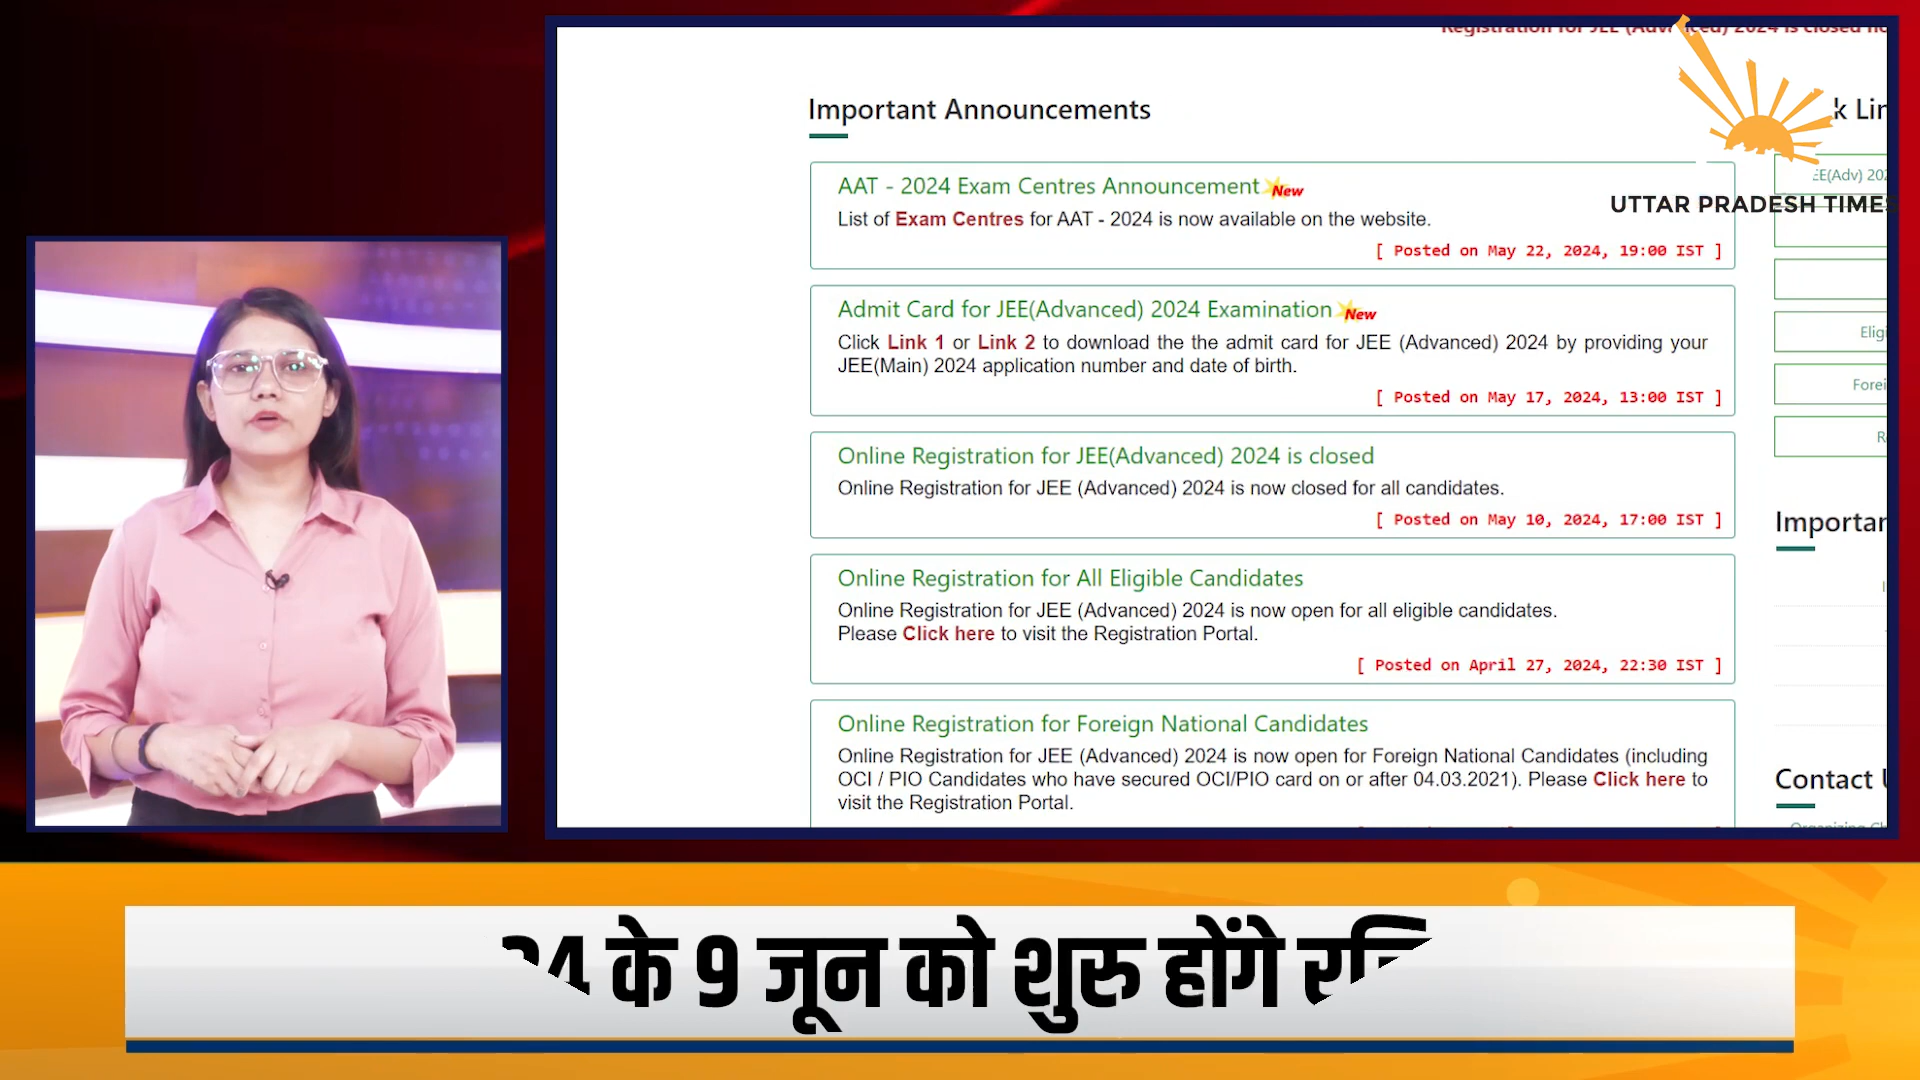 Registration for JEE (Adv
2024 is closed
Important Announcements
AAT - 2024 Exam Centres Announcement New
List of Exam Centres for AAT - 2024 is now available on the website.
[ Posted on May 22, 2024, 19:00 IST ]
Admit Card for JEE(Advanced) 2024 Examination New
Click Link 1 or Link 2 to download the the admit card for JEE (Advanced) 2024 by providing your
JEE(Main) 2024 application number and date of birth.
[ Posted on May 17, 2024, 13:00 IST ]
Online Registration for JEE(Advanced) 2024 is closed
Online Registration for JEE (Advanced) 2024 is now closed for all candidates.
[ Posted on May 10, 2024, 17:00 IST ]
Online Registration for All Eligible Candidates
Online Registration for JEE (Advanced) 2024 is now open for all eligible candidates.
Please Click here to visit the Registration Portal.
[ Posted on April 27, 2024, 22:30 IST ]
Online Registration for Foreign National Candidates
Online Registration for JEE (Advanced) 2024 is now open for Foreign National Candidates (including
OCI / PIO Candidates who have secured OCI/PIO card on or after 04.03.2021). Please Click here to
visit the Registration Portal.
UTTAR PRADESH TIMES
Contact
के 9 जून को शुरु होंगे